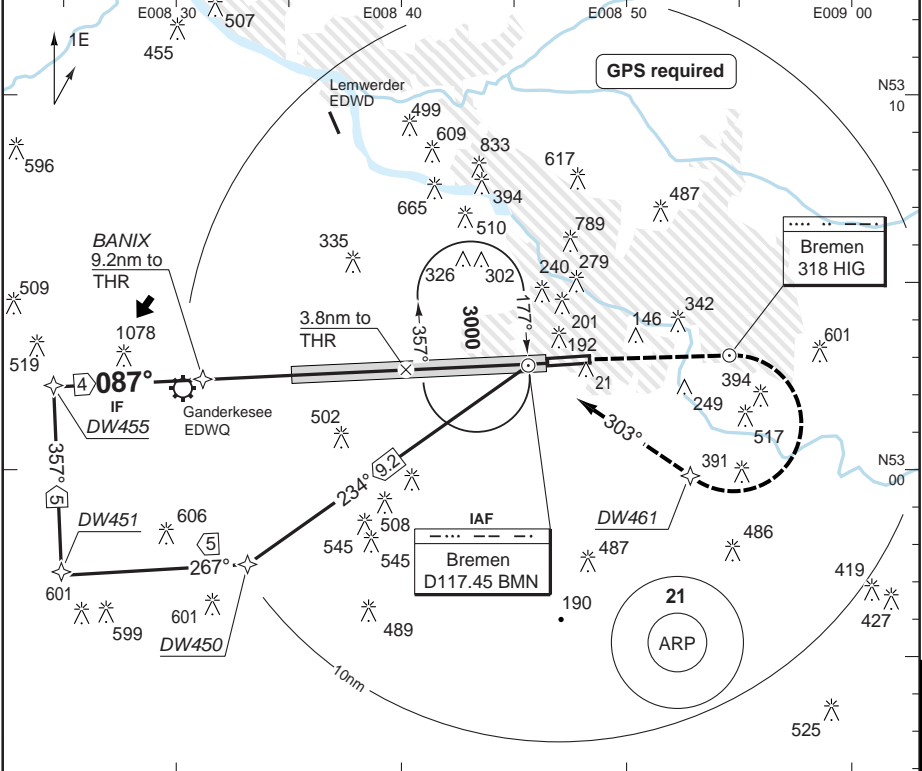 E008 30
E008 40
E008 50
E009 00
507
455
1E
GPS required
N53
10
Lemwerder
EDWD
499
609
833
394
665
510
617
487
596
789
279
240
335
326
302
201
192
Bremen
318 HIG
BANIX
9.2nm to
THR
509
519
1078
3.8nm to
THR
357°
3000
177°
146
342
601
21
4
087°
IF
DW455
Ganderkesee
EDWQ
394
249
517
502
303°
391
N53
00
357°
5
DW451
606
5
267°
234°
9.2
508
545
545
IAF
Bremen
D117.45 BMN
DW461
487
486
601
599
601
DW450
489
190
21
ARP
419
427
10nm
525